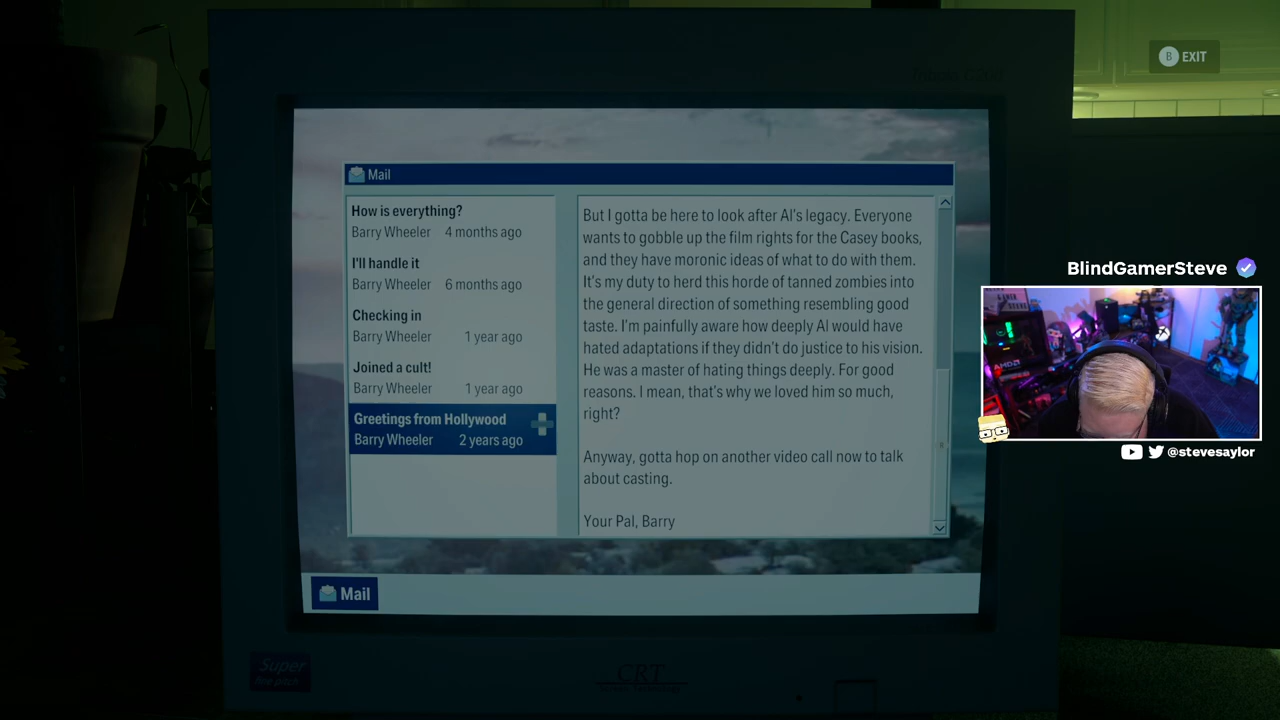 B EXIT
Mail
How is everything?
Barry Wheeler 4 months ago
I'll handle it
Barry Wheeler 6 months ago
Checking in
Barry Wheeler 1 year ago
Joined a cult!
Barry Wheeler 1 year ago
Greetings from Hollywood
Barry Wheeler 2 years ago
But I gotta be here to look after Al's legacy. Everyone
wants to gobble up the film rights for the Casey books,
and they have moronic ideas of what to do with them.
It's my duty to herd this horde of tanned zombies into
the general direction of something resembling good
taste. I'm painfully aware how deeply Al would have
hated adaptations if they didn't do justice to his vision.
He was a master of hating things deeply. For good
reasons. I mean, that's why we loved him so much,
right?
Anyway, gotta hop on another video call now to talk
about casting.
Your Pal, Barry
Mail
Super
fine pitch
CRT
BlindGamerSteve
@stevesaylor